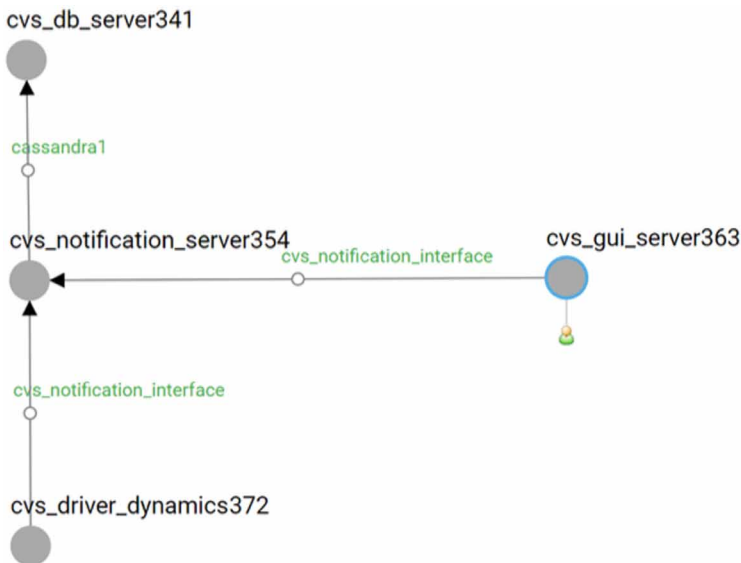 cvs_db_server341
cassandra1
cvs_notification_server354
cvs_gui_server363
cvs_notification_interface
cvs_notification_interface
cvs_driver_dynamics372